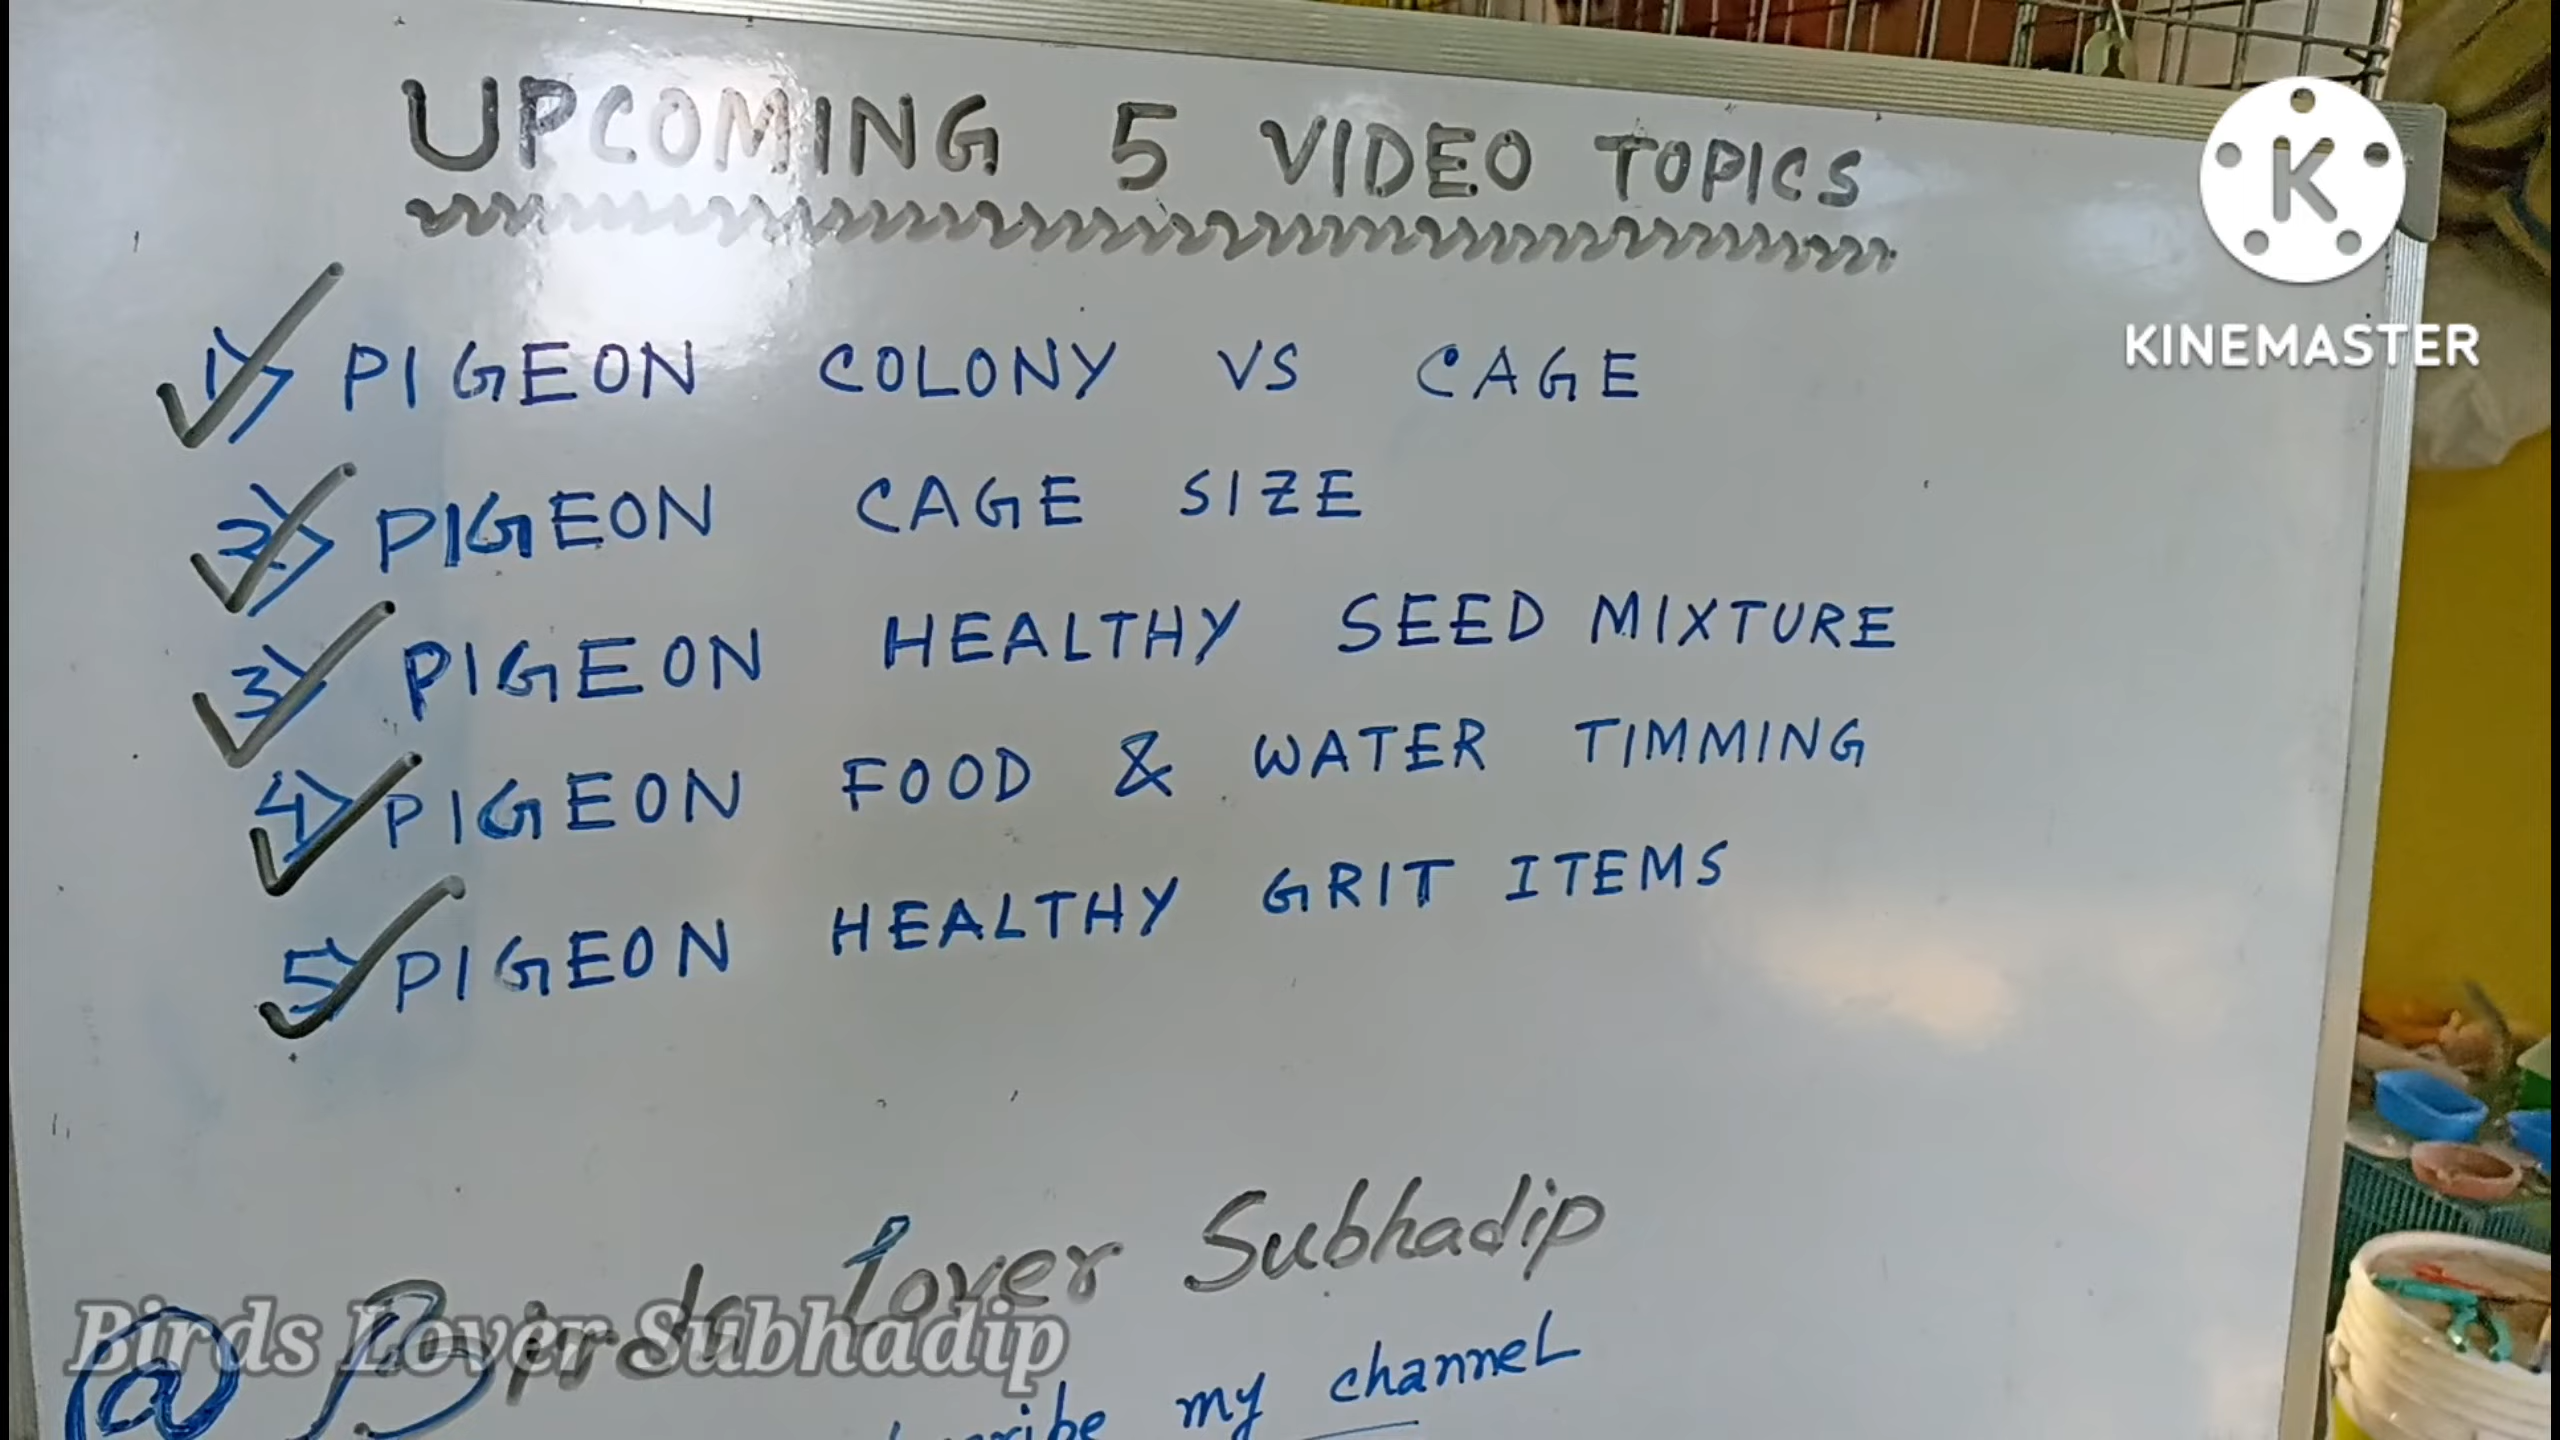 UPCOMING 5 VIDEO TOPICS
K
KINEMASTER
1) PIGEON COLONY VS CAGE
2) PIGEON CAGE SIZE
3) PIGEON HEALTHY SEED MIXTURE
4) PIGEON FOOD & WATER TIMMING
5) PIGEON HEALTHY GRIT ITEMS
@ Birds Lover Subhadip
Birds Lover Subhadip
my channel